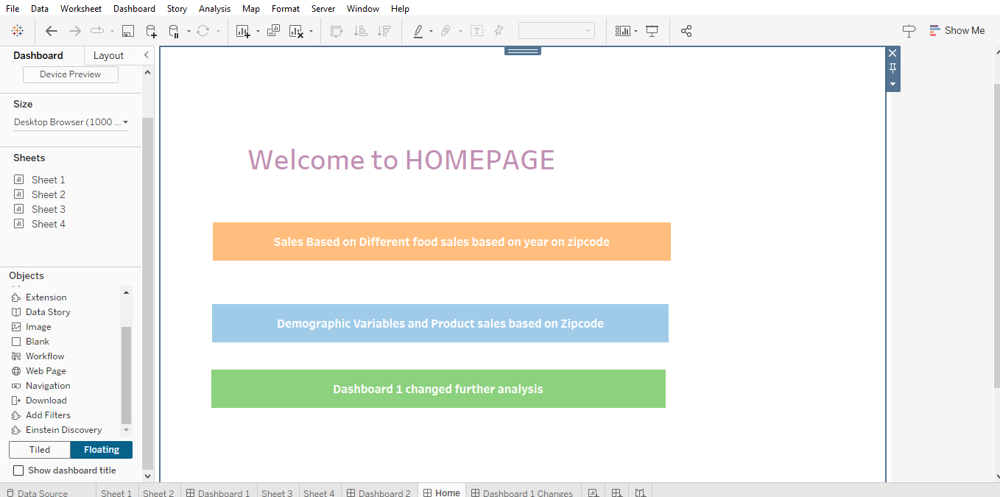 File Data Worksheet Dashboard Story Analysis Map Format Server Window Help
Show Me
Dashboard Layout
Device Preview
Size
Desktop Browser (1000 ...
Sheets
Sheet 1
Sheet 2
Sheet 3
Sheet 4
Objects
Extension
Data Story
Image
Blank
Workflow
Web Page
Navigation
Download
Add Filters
Einstein Discovery
Tiled Floating
Show dashboard title
Welcome to HOMEPAGE
Sales Based on Different food sales based on year on zipcode
Demographic Variables and Product sales based on Zipcode
Dashboard 1 changed further analysis
Data Source Sheet 1 Sheet 2 Dashboard 1 Sheet 3 Sheet 4 Dashboard 2 Home Dashboard 1 Changes